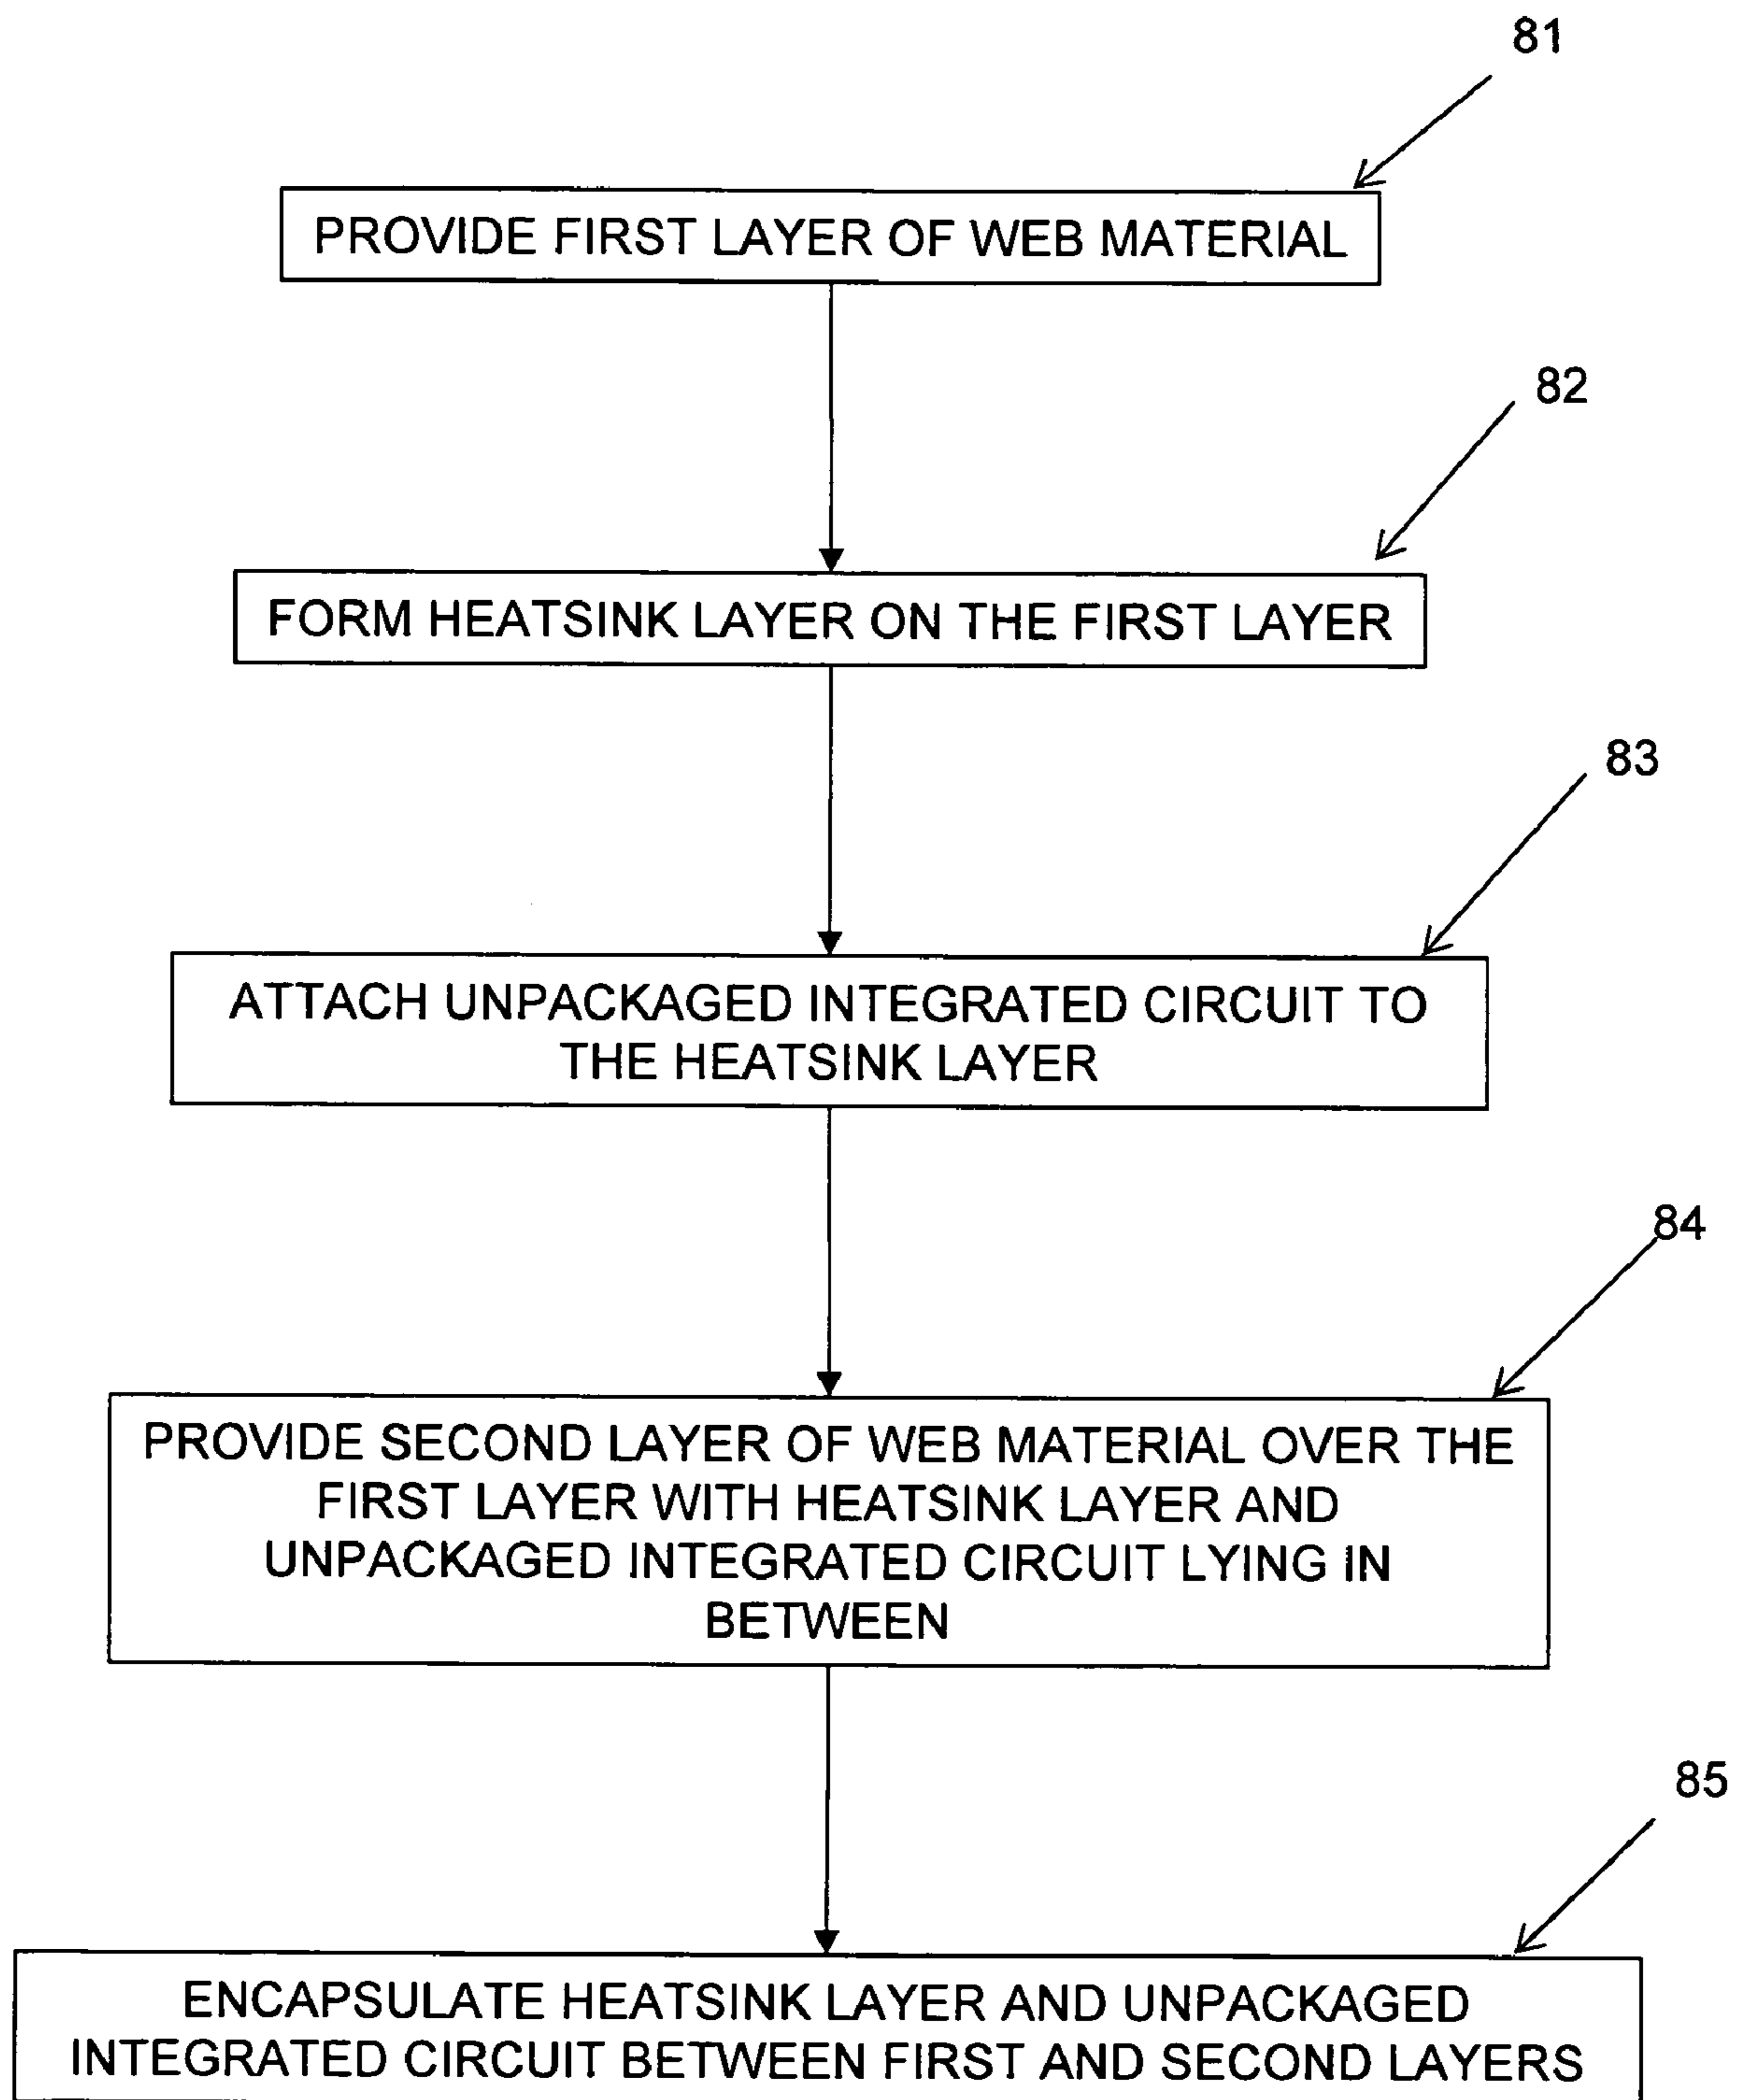 81
PROVIDE FIRST LAYER OF WEB MATERIAL
82
FORM HEATSINK LAYER ON THE FIRST LAYER
83
ATTACH UNPACKAGED INTEGRATED CIRCUIT TO
THE HEATSINK LAYER
84
PROVIDE SECOND LAYER OF WEB MATERIAL OVER THE
FIRST LAYER WITH HEATSINK LAYER AND
UNPACKAGED INTEGRATED CIRCUIT LYING IN
BETWEEN
85
ENCAPSULATE HEATSINK LAYER AND UNPACKAGED
INTEGRATED CIRCUIT BETWEEN FIRST AND SECOND LAYERS